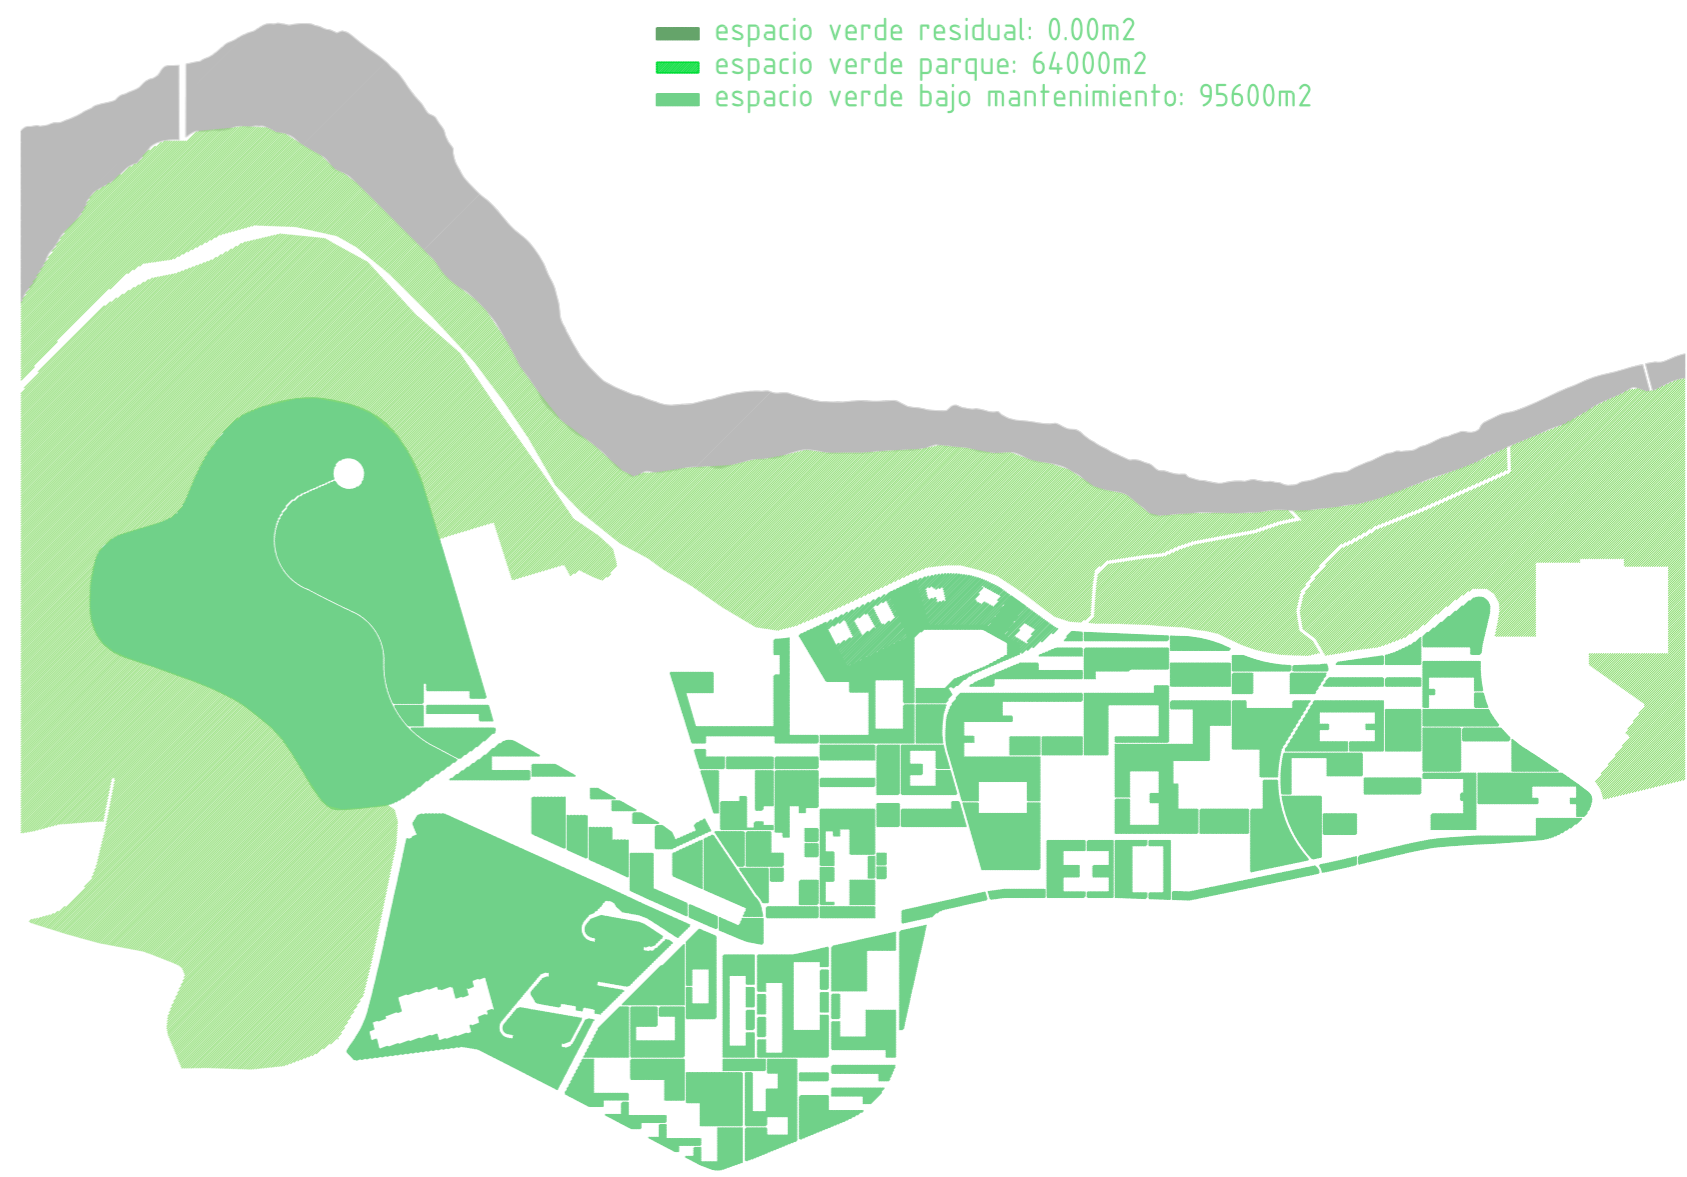 espacio verde residual: 0.00m2
espacio verde parque: 64000m2
espacio verde bajo mantenimiento: 95600m2